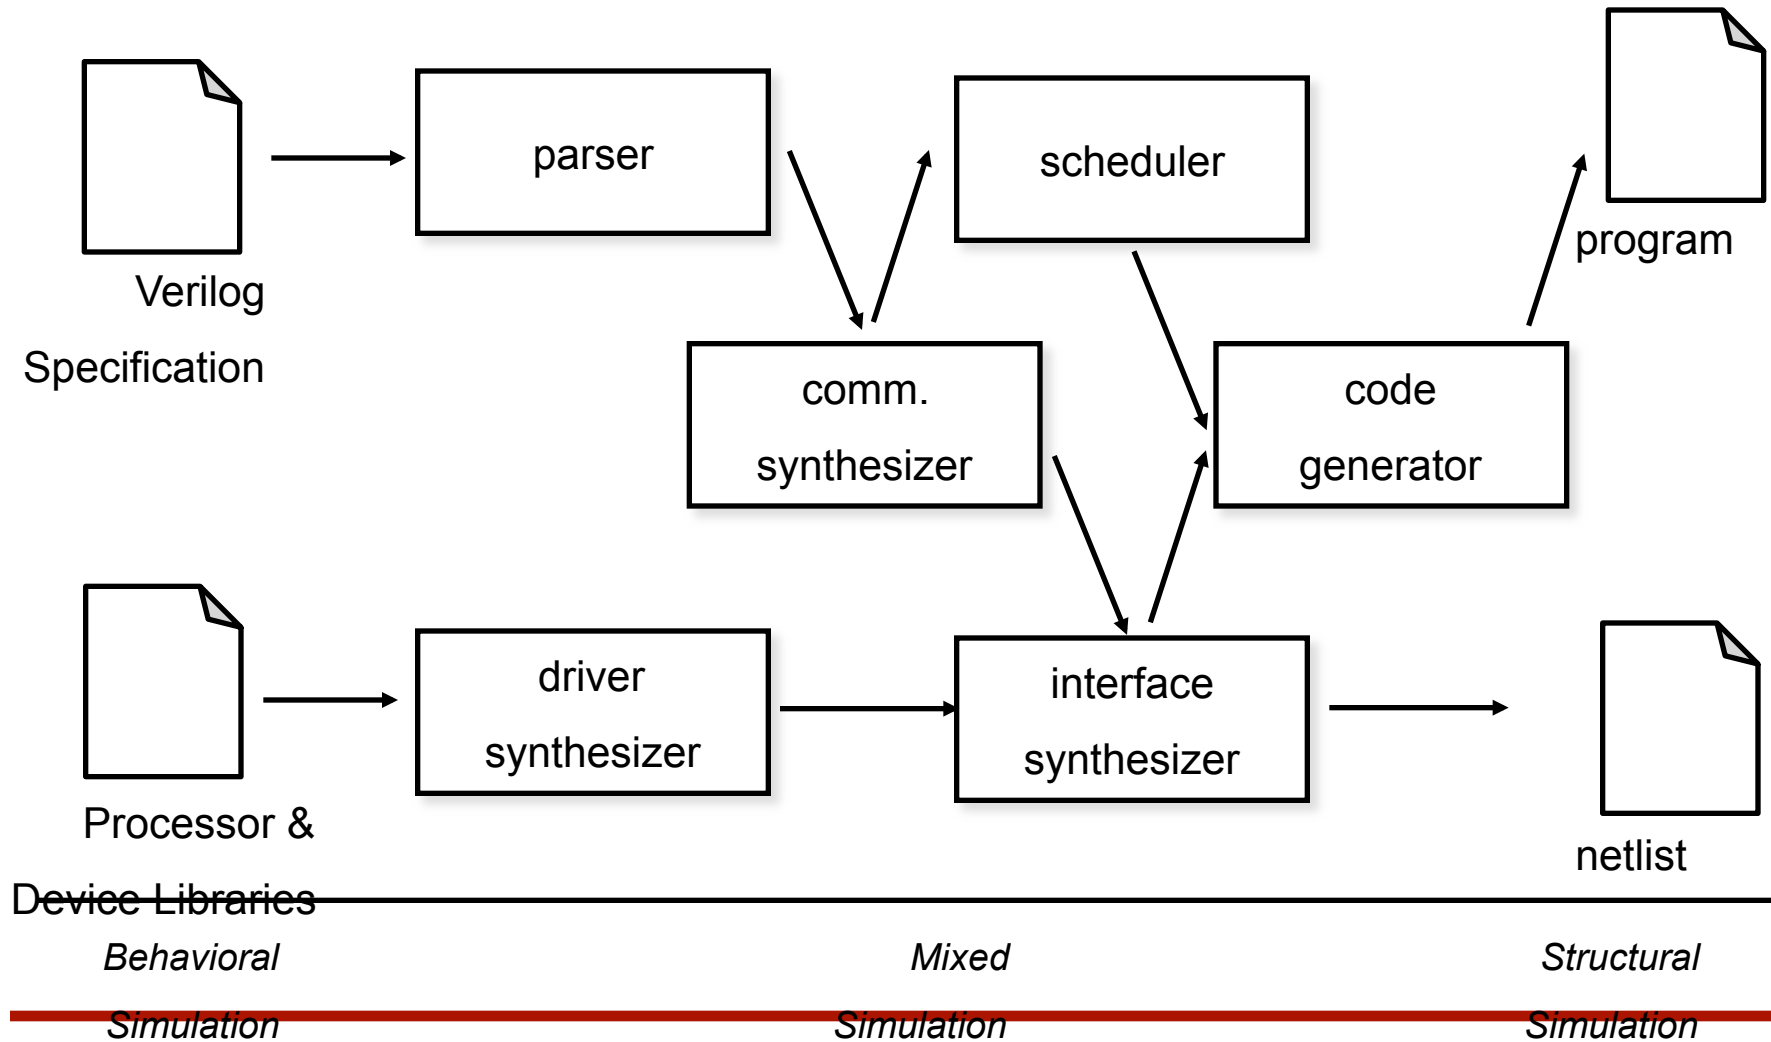 parser
scheduler
program
Verilog
Specification
comm.
synthesizer
code
generator
driver
synthesizer
interface
synthesizer
Processor &
Device Libraries
netlist
Behavioral
Simulation
Mixed
Simulation
Structural
Simulation